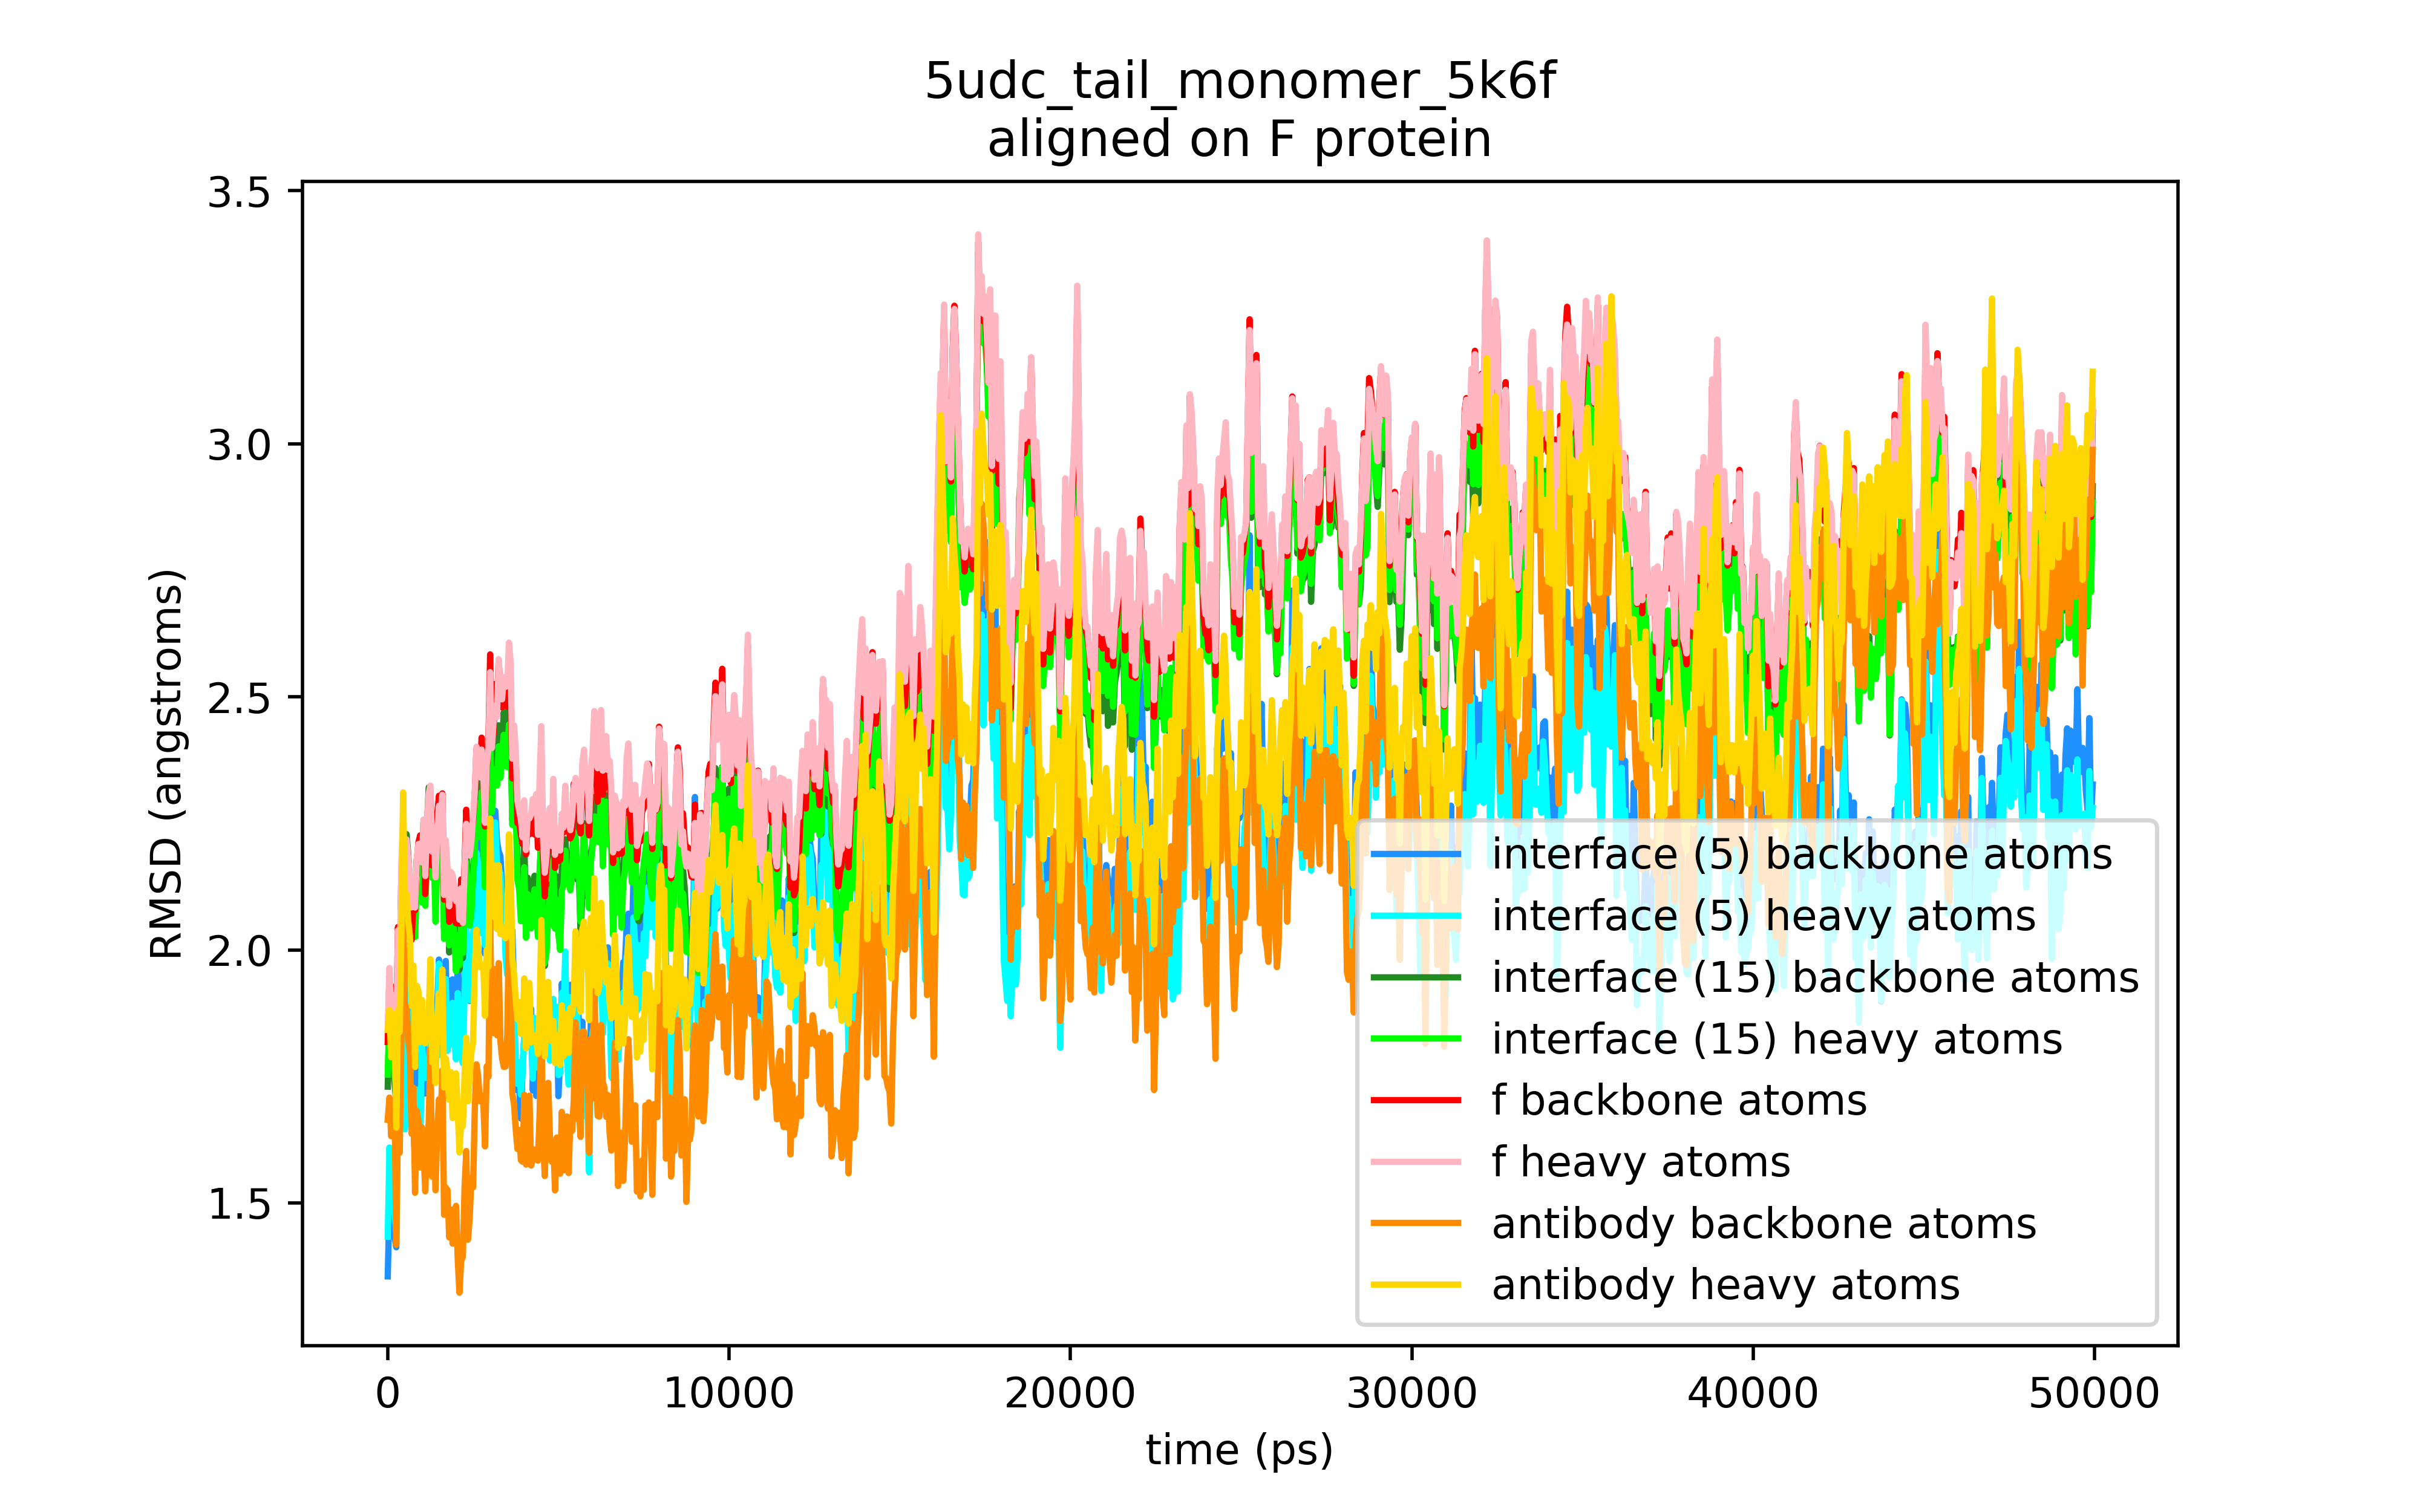 5udc_tail_monomer_5k6f
aligned on F protein
RMSD (angstroms)
3.5
3.0
2.5
2.0
1.5
interface (5) backbone atoms
interface (5) heavy atoms
interface (15) backbone atoms
interface (15) heavy atoms
f backbone atoms
f heavy atoms
antibody backbone atoms
antibody heavy atoms
0 10000 20000 30000 40000 50000
time (ps)